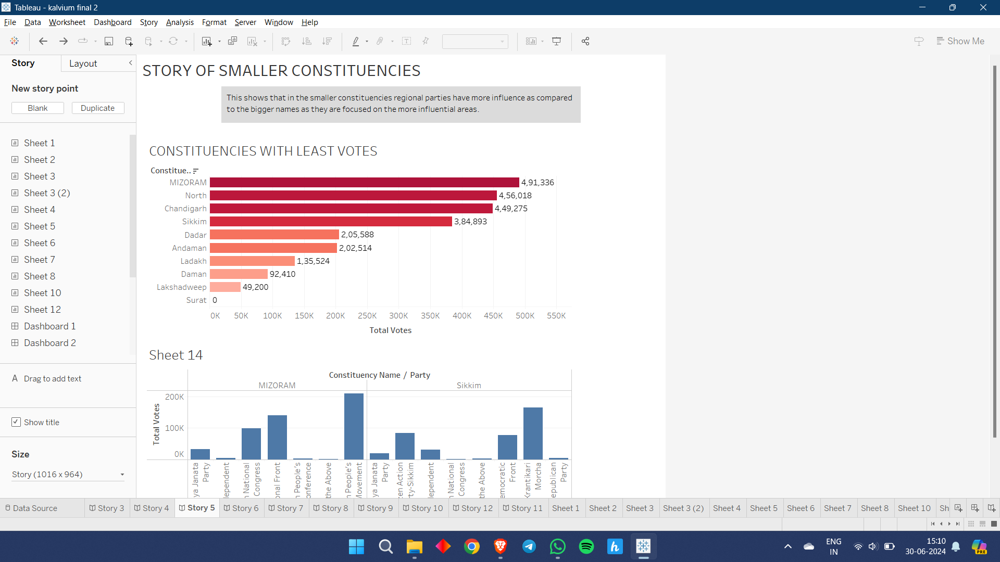 Tableau - kalvium final 2
File Data Worksheet Dashboard Story Analysis Format Server Window Help
Show Me
Story
Layout
New story point
Blank
Duplicate
Sheet 1
Sheet 2
Sheet 3
Sheet 3 (2)
Sheet 4
Sheet 5
Sheet 6
Sheet 7
Sheet 8
Sheet 10
Sheet 12
Dashboard 1
Dashboard 2
A Drag to add text
Show title
Size
Story (1016 x 964)
STORY OF SMALLER CONSTITUENCIES
This shows that in the smaller constituencies regional parties have more influence as compared
to the bigger names as they are focused on the more influential areas.
CONSTITUENCIES WITH LEAST VOTES
Constitue..
MIZORAM 4,91,336
North 4,56,018
Chandigarh 4,49,275
Sikkim 3,84,893
Dadar 2,05,588
Andaman 2,02,514
Ladakh 1,35,524
Daman 92,410
Lakshadweep 49,200
Surat 0
0K 50K 100K 150K 200K 250K 300K 350K 400K 450K 500K 550K
Total Votes
Sheet 14
Constituency Name / Party
MIZORAM Sikkim
200K
100K
0K
Total Votes
ya Janata
Party
lependent
n National
Congress
onal Front
n People's
onference
the Above
n People's
Movement
ya Janata
Party
zen Action
ty-Sikkim
lependent
n National
Congress
the Above
emocratic
Front
Krantikari
Morcha
epublican
Party
Data Source Story 3 Story 4 Story 5 Story 6 Story 7 Story 8 Story 9 Story 10 Story 12 Story 11 Sheet 1 Sheet 2 Sheet 3 Sheet 3 (2) Sheet 4 Sheet 5 Sheet 6 Sheet 7 Sheet 8 Sheet 10 Sh
ENG
IN
15:10
30-06-2024
PRE